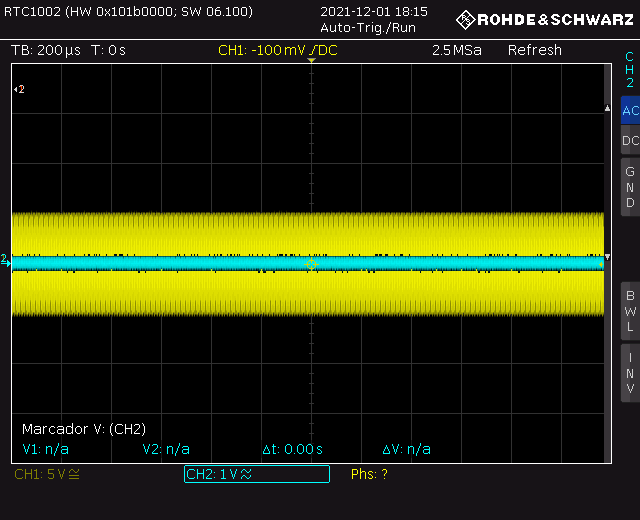 RTC1002 (HW 0x101b0000; SW 06.100)
2021-12-01 18:15
Auto-Trig./Run
ROHDE&SCHWARZ
TB: 200µs T: 0s
CH1: -100mV / DC
2.5MSa
Refresh
CH2
AC
DC
GND
BWL
INV
2
2
Marcador V: (CH2)
V1: n/a
V2: n/a
Δt: 0.00s
ΔV: n/a
CH1: 5V≅
CH2: 1V≈
Phs: ?